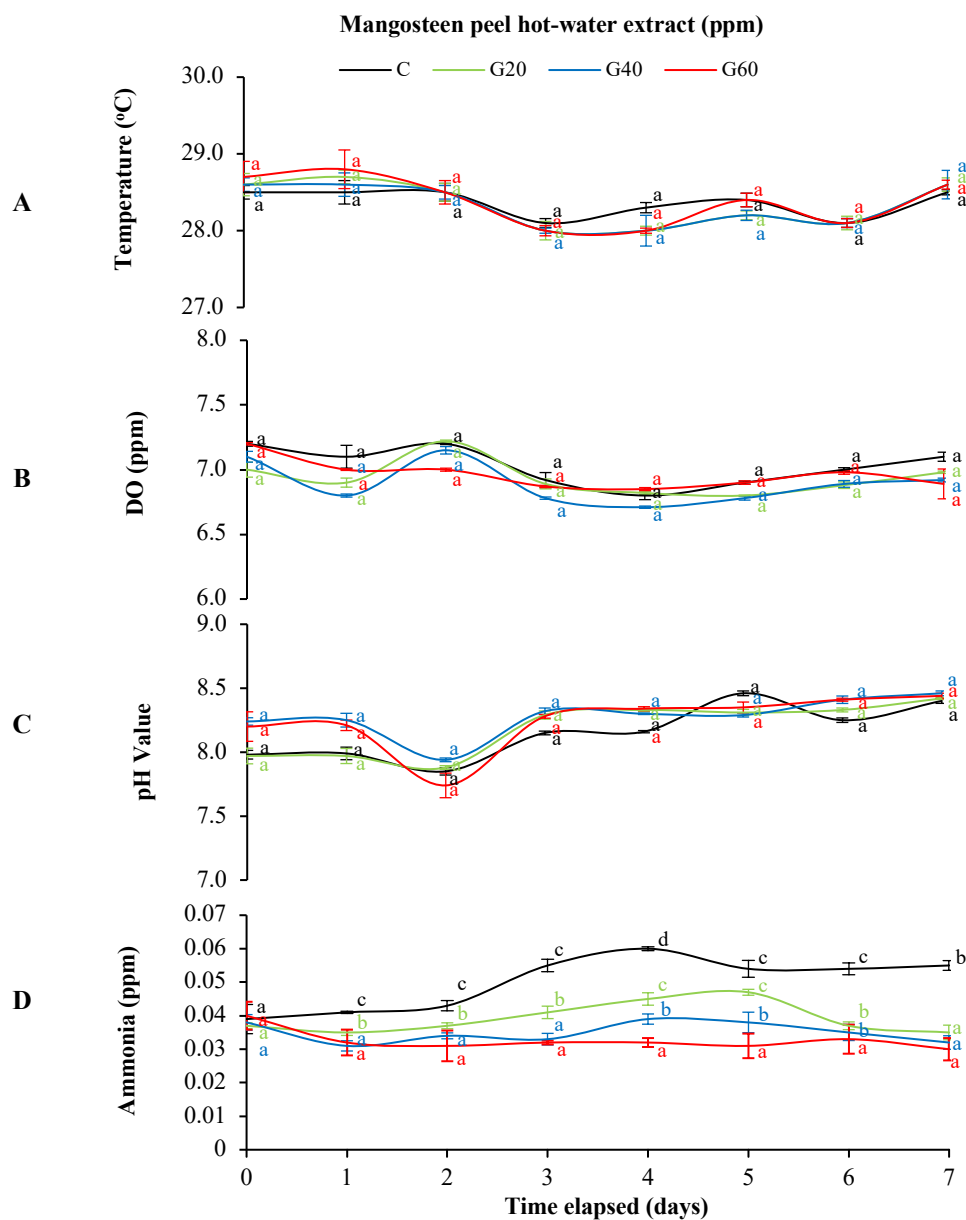 Mangosteen peel hot-water extract (ppm)
C G20 G40 G60
A
Temperature (°C)
30.0
29.0
28.0
27.0
a a a a a a a a
a a a a a a a a
a a a a a a a a
a a a a a a a a
B
DO (ppm)
8.0
7.5
7.0
6.5
6.0
a a a a a a a a
a a a a a a a a
a a a a a a a a
a a a a a a a a
C
pH Value
9.0
8.5
8.0
7.5
7.0
a a a a a a a a
a a a a a a a a
a a a a a a a a
a a a a a a a a
D
Ammonia (ppm)
0.07
0.06
0.05
0.04
0.03
0.02
0.01
0
a c c c d c c b
a b b b c c b a
a a a a b b b a
a a a a a a a a
0 1 2 3 4 5 6 7
Time elapsed (days)